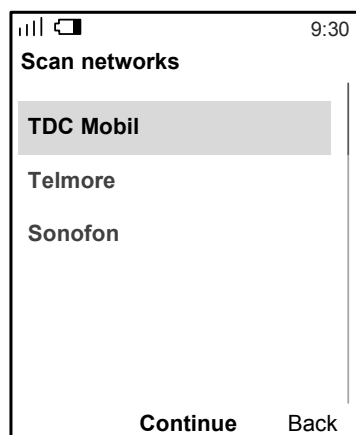 9:30
Scan networks
TDC Mobil
Telmore
Sonofon
Continue Back